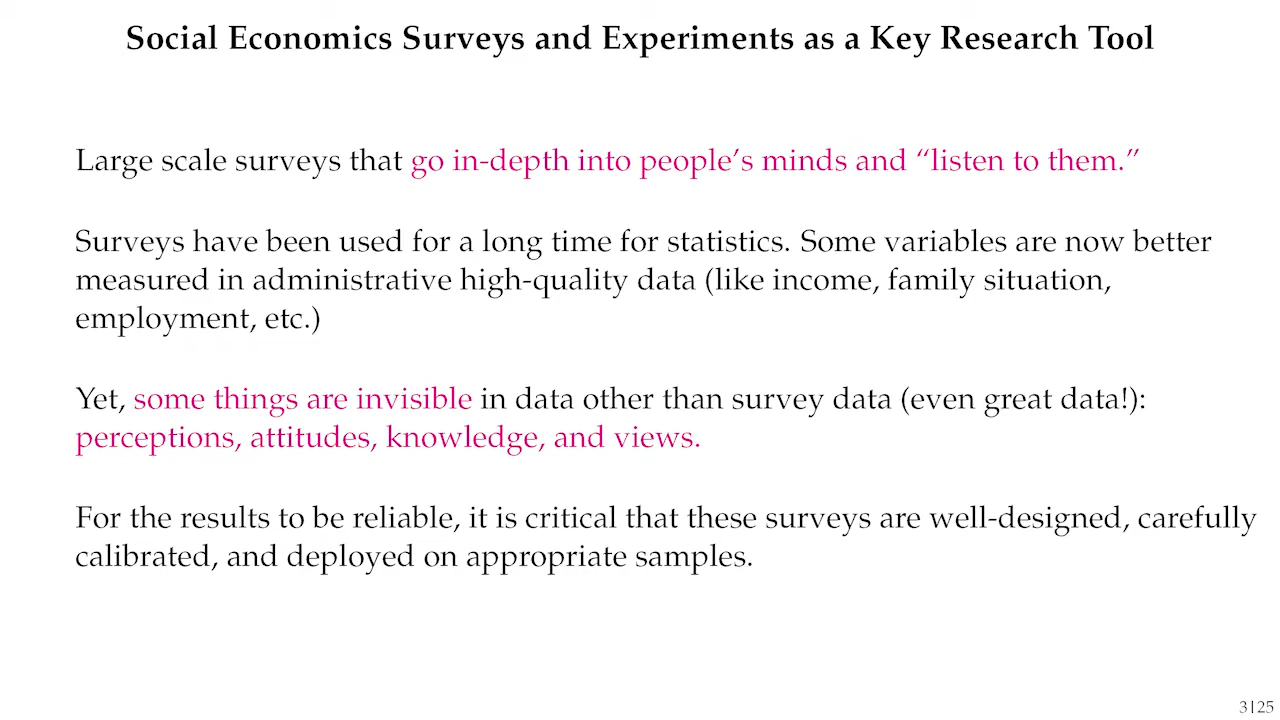 Social Economics Surveys and Experiments as a Key Research Tool
Large scale surveys that go in-depth into people’s minds and “listen to them.”
Surveys have been used for a long time for statistics. Some variables are now better
measured in administrative high-quality data (like income, family situation,
employment, etc.)
Yet, some things are invisible in data other than survey data (even great data!):
perceptions, attitudes, knowledge, and views.
For the results to be reliable, it is critical that these surveys are well-designed, carefully
calibrated, and deployed on appropriate samples.
3|25